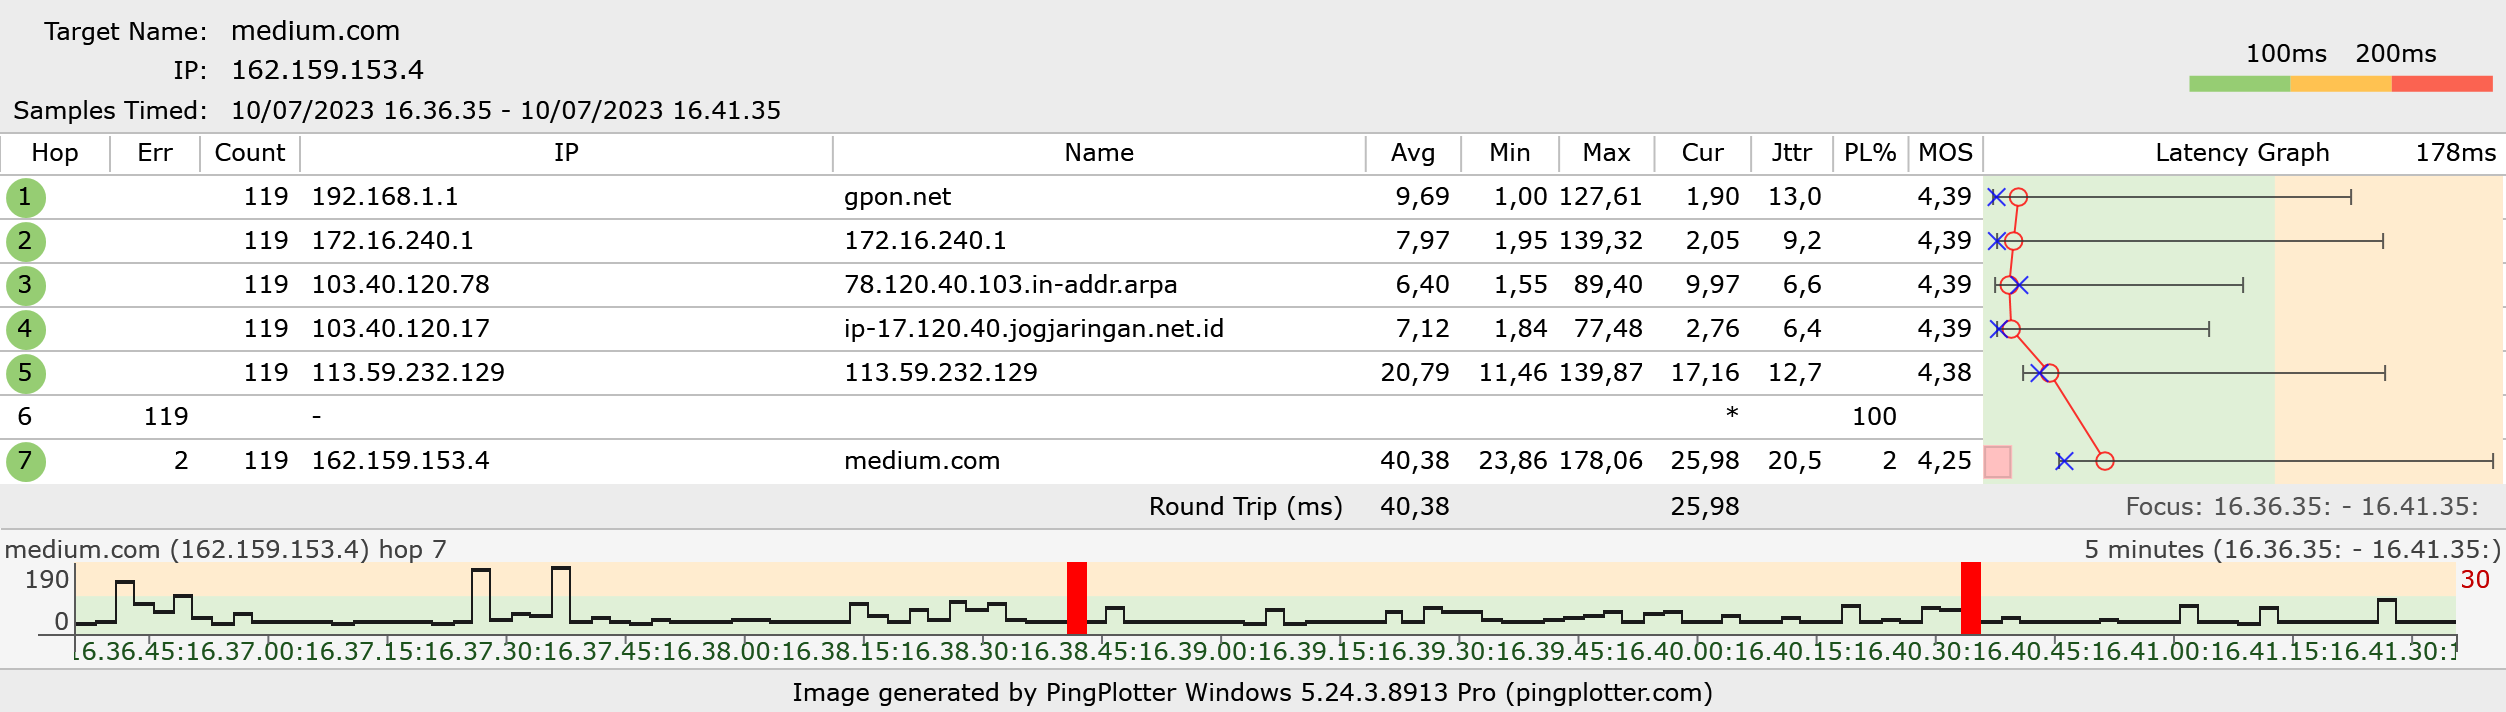 Target Name: medium.com
IP: 162.159.153.4
Samples Timed: 10/07/2023 16.36.35 - 10/07/2023 16.41.35
100ms 200ms
Hop Err Count IP Name Avg Min Max Cur Jttr PL% MOS Latency Graph 178ms
1 119 192.168.1.1 gpon.net 9,69 1,00 127,61 1,90 13,0 4,39
2 119 172.16.240.1 172.16.240.1 7,97 1,95 139,32 2,05 9,2 4,39
3 119 103.40.120.78 78.120.40.103.in-addr.arpa 6,40 1,55 89,40 9,97 6,6 4,39
4 119 103.40.120.17 ip-17.120.40.jogjaringan.net.id 7,12 1,84 77,48 2,76 6,4 4,39
5 119 113.59.232.129 113.59.232.129 20,79 11,46 139,87 17,16 12,7 4,38
6 119 - * 100
7 2 119 162.159.153.4 medium.com 40,38 23,86 178,06 25,98 20,5 2 4,25
Round Trip (ms) 40,38 25,98 Focus: 16.36.35: - 16.41.35:
medium.com (162.159.153.4) hop 7 5 minutes (16.36.35: - 16.41.35:)
190 30
0
16.36.45:16.37.00:16.37.15:16.37.30:16.37.45:16.38.00:16.38.15:16.38.30:16.38.45:16.39.00:16.39.15:16.39.30:16.39.45:16.40.00:16.40.15:16.40.30:16.40.45:16.41.00:16.41.15:16.41.30:1
Image generated by PingPlotter Windows 5.24.3.8913 Pro (pingplotter.com)